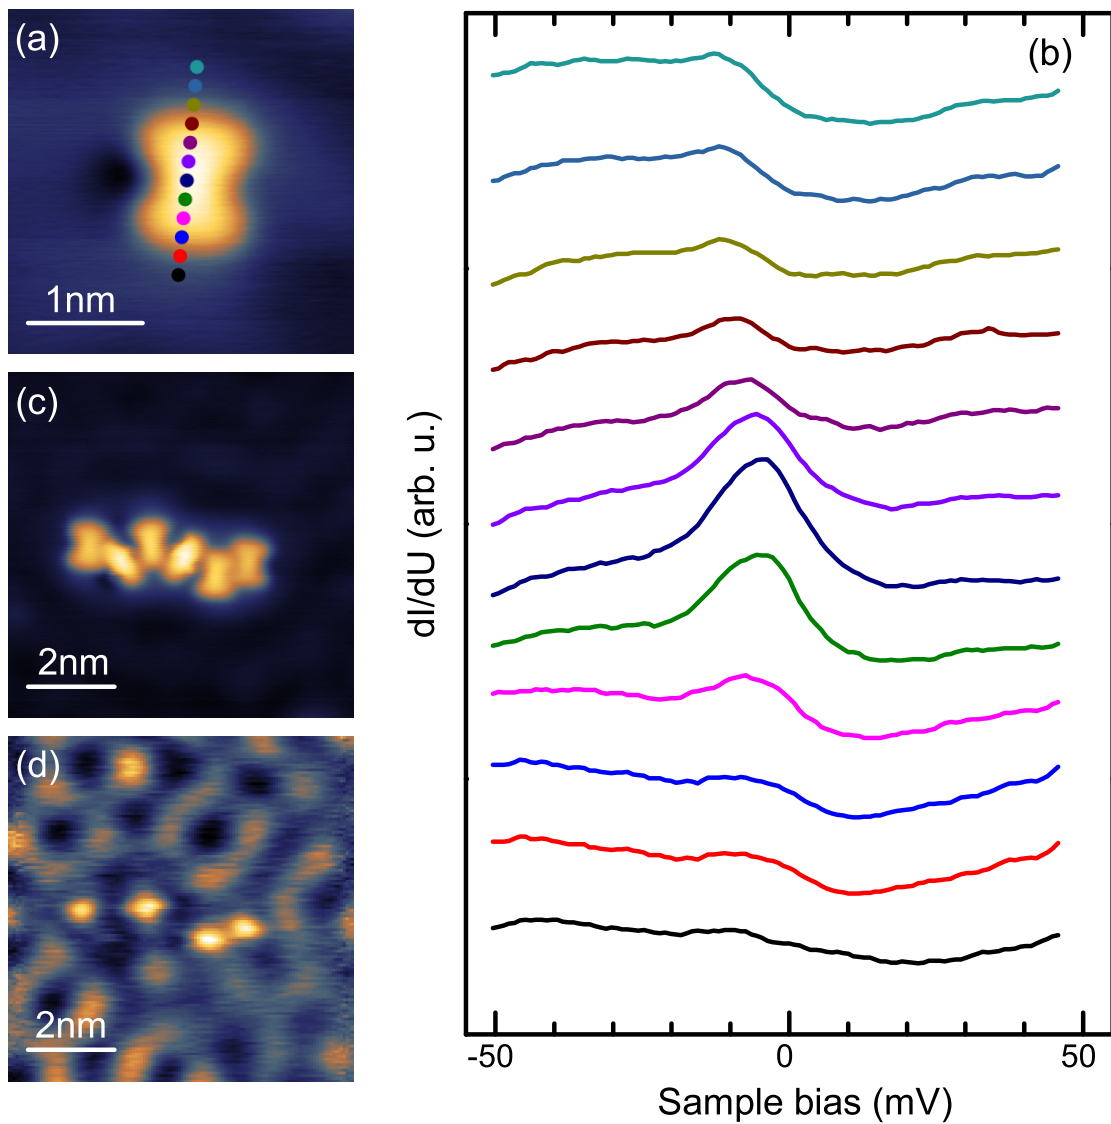 (a)
1nm
(b)
(c)
2nm
(d)
2nm
dI/dU (arb. u.)
-50 0 50
Sample bias (mV)